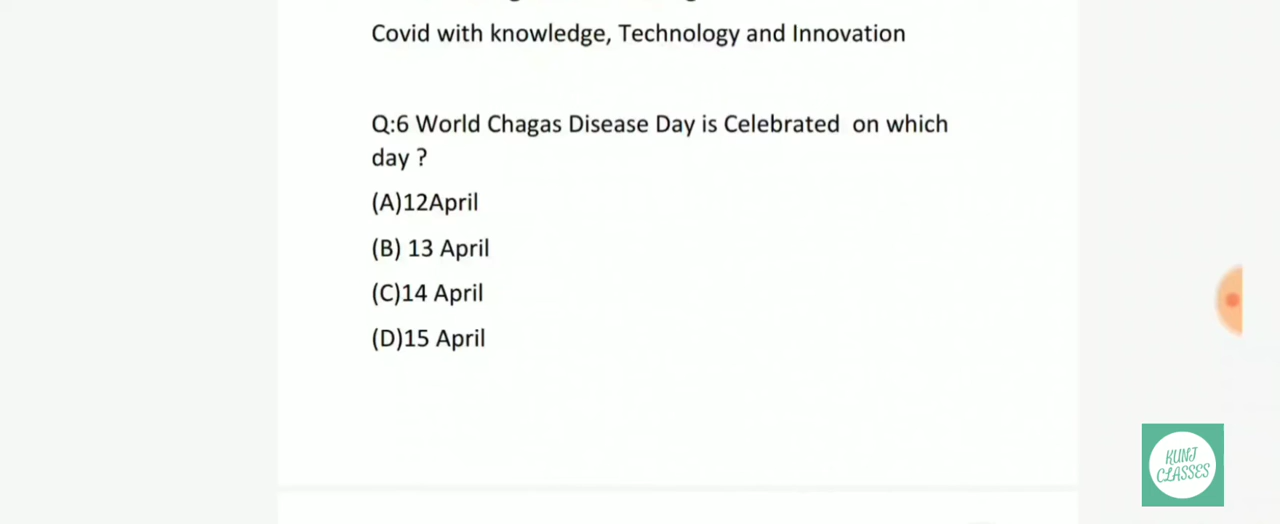 Covid with knowledge, Technology and Innovation
Q:6 World Chagas Disease Day is Celebrated on which
day ?
(A)12April
(B) 13 April
(C)14 April
(D)15 April
KUNJ
CLASSES